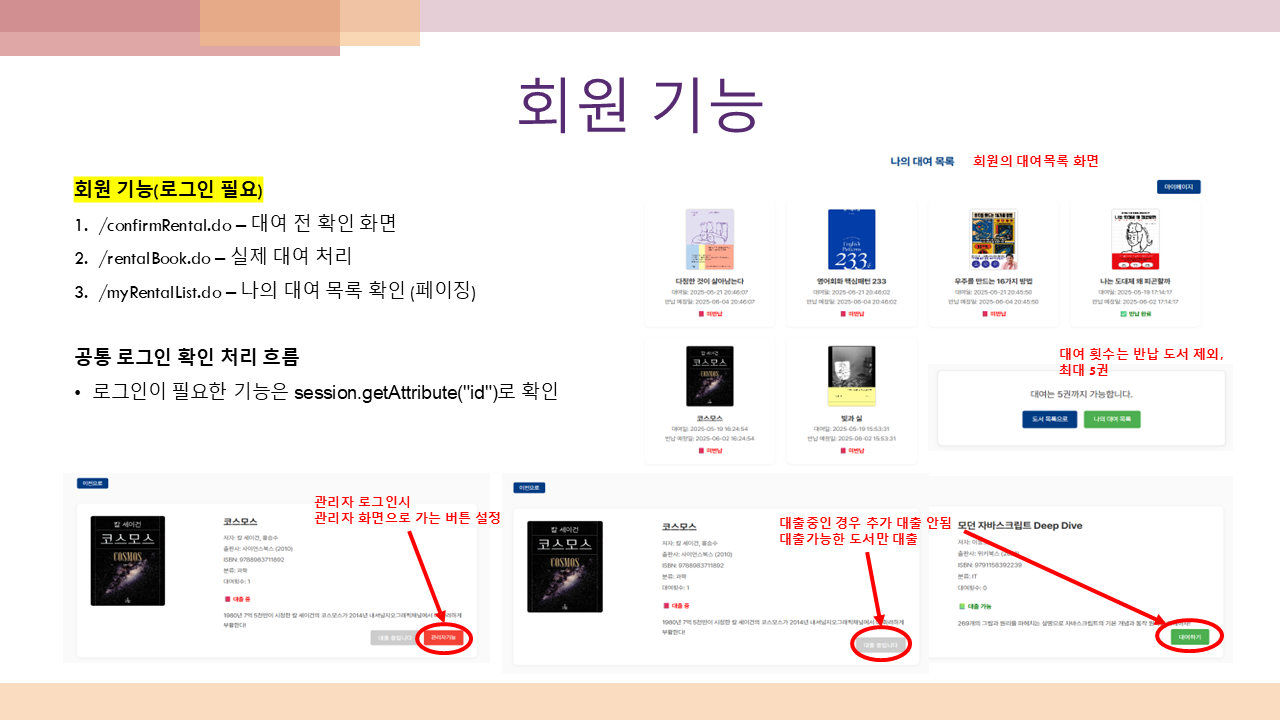 회원 기능
회원 기능(로그인 필요)
1. /confirmRental.do – 대여 전 확인 화면
2. /rentabook.do – 실제 대여 처리
3. /myRentalList.do – 나의 대여 목록 확인 (페이징)
공통 로그인 확인 처리 흐름
• 로그인이 필요한 기능은 session.getAttribute("id")로 확인
나의 대여 목록
회원의 대여목록 화면
마이페이지
다정한 것이 살아남는다
대여일: 2025-05-21 20:46:07
반납 예정일: 2025-06-04 20:46:07
미반납
English
Patterns
233
영어회화 핵심패턴 233
대여일: 2025-05-21 20:46:02
반납 예정일: 2025-06-04 20:46:02
미반납
우주를 만드는 16가지 방법
대여일: 2025-05-21 20:45:50
반납 예정일: 2025-06-04 20:45:50
미반납
나는 도대체 왜 피곤할까
대여일: 2025-05-19 17:14:17
반납 예정일: 2025-06-02 17:14:17
반납 완료
칼 세이건
코스모스
COSMOS
코스모스
대여일: 2025-05-19 16:24:54
반납 예정일: 2025-06-02 16:24:54
미반납
빛과 실
대여일: 2025-05-19 15:53:31
반납 예정일: 2025-06-02 15:53:31
미반납
대여 횟수는 반납 도서 제외,
최대 5권
대여는 5권까지 가능합니다.
도서 목록으로
나의 대여 목록
이전으로
관리자 로그인시
관리자 화면으로 가는 버튼 설정
칼 세이건
코스모스
COSMOS
코스모스
저자: 칼 세이건, 홍승수
출판사: 사이언스북스 (2010)
ISBN: 9788983711892
분류: 과학
대여횟수: 1
대출 중
1980년 7억 5천만이 시청한 칼 세이건의 코스모스가 2014년 내셔널지오그래픽채널에서
부활한다!
대출 중입니다
관리자기능
이전으로
대출중인 경우 추가 대출 안됨
대출가능한 도서만 대출
칼 세이건
코스모스
COSMOS
코스모스
저자: 칼 세이건, 홍승수
출판사: 사이언스북스 (2010)
ISBN: 9788983711892
분류: 과학
대여횟수: 1
대출 중
1980년 7억 5천만이 시청한 칼 세이건의 코스모스가 2014년 내셔널지오그래픽채널에서
부활한다!
대출 중입니다
모던 자바스크립트 Deep Dive
저자:
출판사: 위키북스
ISBN: 9791158392239
분류: IT
대여횟수: 0
대출 가능
269개의 그림과 원리를 파헤치는 설명으로 자바스크립트의 기본 개념과 동작 원리를
대여하기